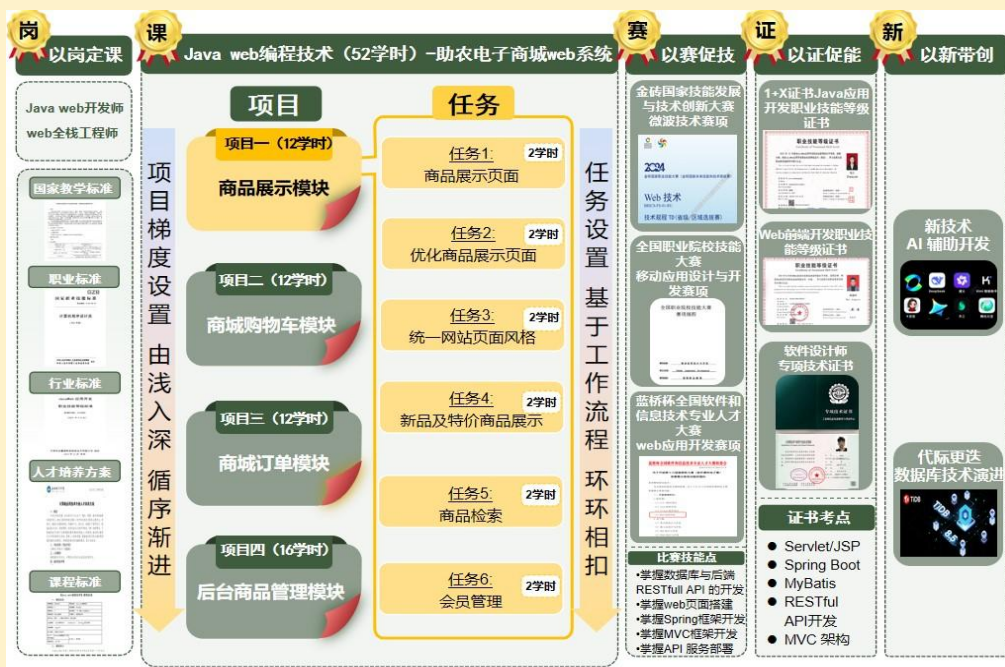 岗
以岗定课
Java web开发师
web全栈工程师
国家教学标准
职业标准
行业标准
人才培养方案
课程标准
课
Java web编程技术（52学时）-助农电子商城web系统
项目梯度设置 由浅入深 循序渐进
项目
项目一（12学时）
商品展示模块
项目二（12学时）
商城购物车模块
项目三（12学时）
商城订单模块
项目四（16学时）
后台商品管理模块
任务
任务1:
2学时
商品展示页面
任务2:
2学时
优化商品展示页面
任务3:
2学时
统一网站页面风格
任务4:
2学时
新品及特价商品展示
任务5:
2学时
商品检索
任务6:
2学时
会员管理
任务设置 基于工作流程 环环相扣
赛
以赛促技
金砖国家技能发展
与技术创新大赛
微波技术赛项
2024
Web 技术
全国职业院校技能
大赛
移动应用设计与开
发赛项
蓝桥杯全国软件和
信息技术专业人才
大赛
web应用开发赛项
比赛技能点
•掌握数据库与后端
RESTfull API 的开发
•掌握web页面搭建
•掌握Spring框架开发
•掌握MVC框架开发
•掌握API 服务部署
证
以证促能
1+X证书Java应用
开发职业技能等级
证书
职业技能等级证书
Web前端开发职业技
能等级证书
职业技能等级证书
软件设计师
专项技术证书
证书考点
● Servlet/JSP
● Spring Boot
● MyBatis
● RESTful
API开发
● MVC 架构
新
以新带创
新技术
AI 辅助开发
代际更迭
数据库技术演进
TiDB
TiDB
8.5